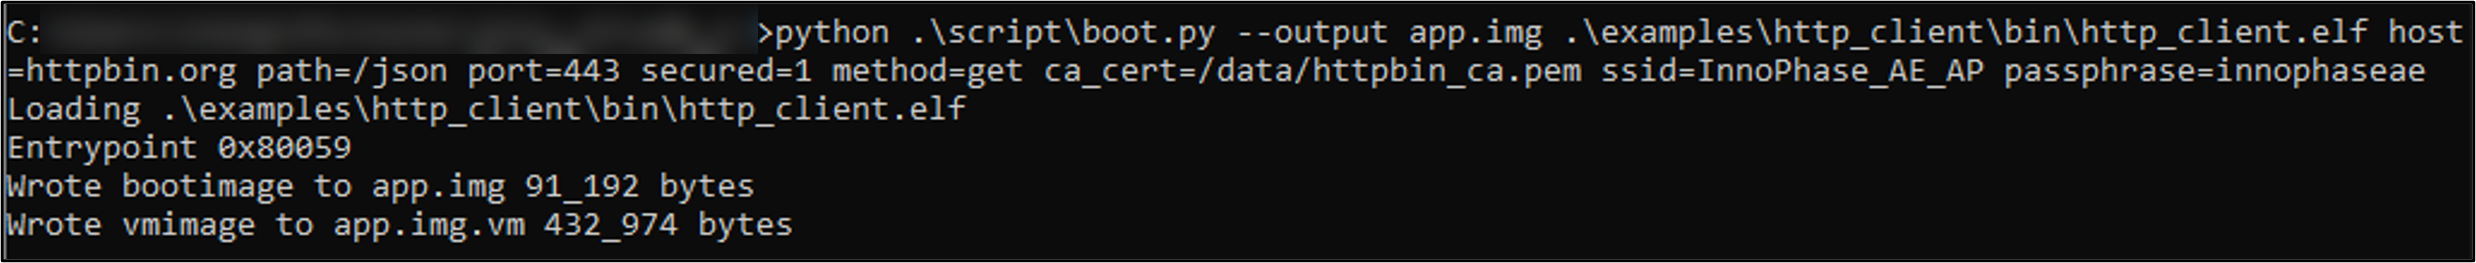 C: >python .\script\boot.py --output app.img .\examples\http_client\bin\http_client.elf host
=httpbin.org path=/json port=443 secured=1 method=get ca_cert=/data/httpbin_ca.pem ssid=InnoPhase_AE_AP passphrase=innophaseae
Loading .\examples\http_client\bin\http_client.elf
Entrypoint 0x80059
Wrote bootimage to app.img 91_192 bytes
Wrote vmimage to app.img.vm 432_974 bytes